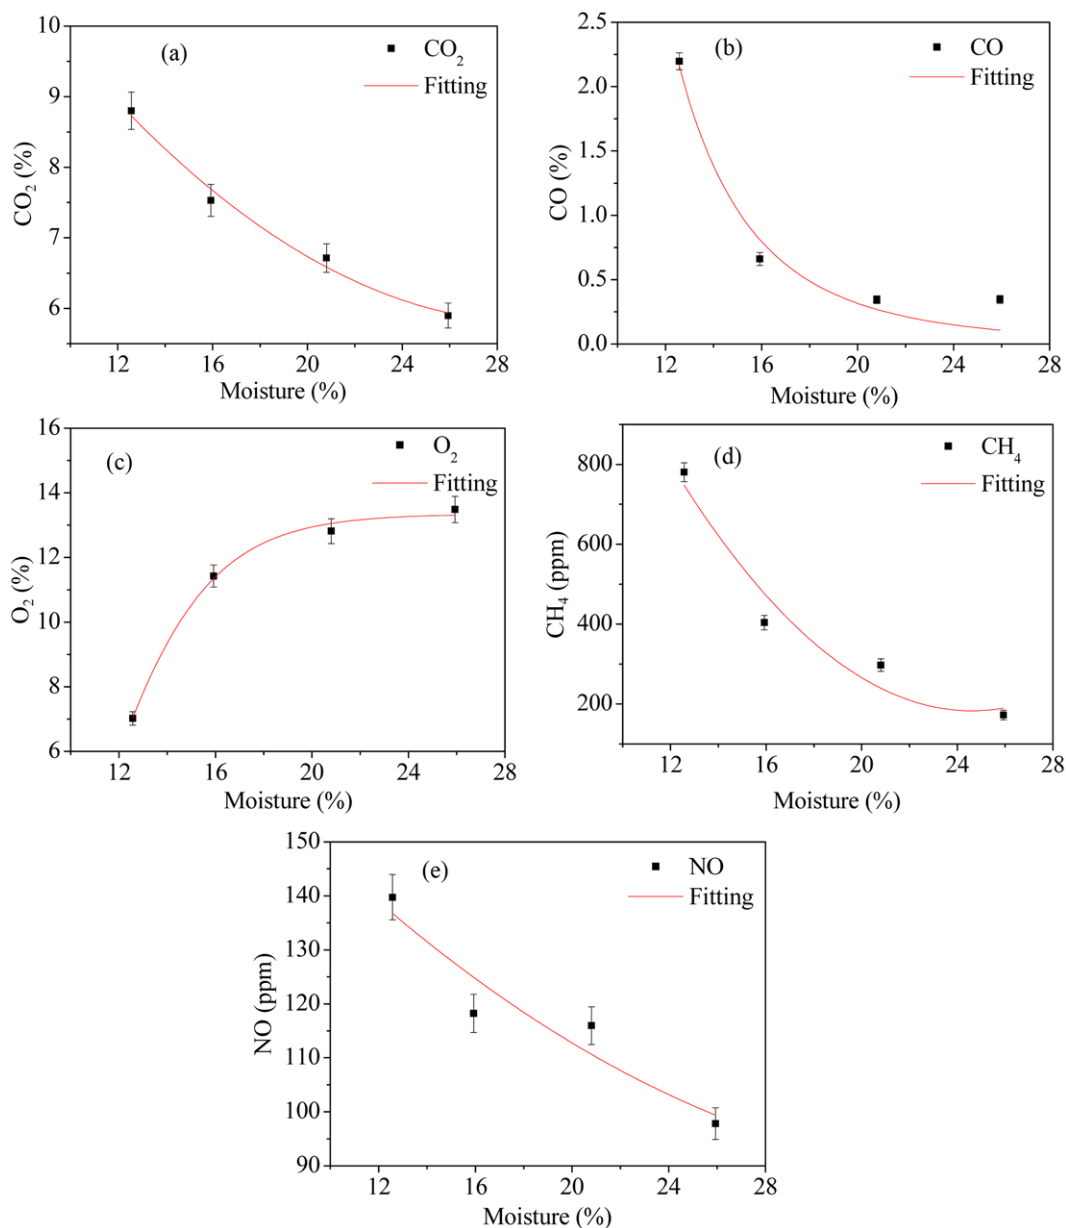 (a)
CO2
Fitting
10
9
8
7
6
CO2 (%)
12 16 20 24 28
Moisture (%)
(b)
CO
Fitting
2.5
2.0
1.5
1.0
0.5
0.0
CO (%)
12 16 20 24 28
Moisture (%)
(c)
O2
Fitting
16
14
12
10
8
6
O2 (%)
12 16 20 24 28
Moisture (%)
(d)
CH4
Fitting
800
600
400
200
CH4 (ppm)
12 16 20 24 28
Moisture (%)
(e)
NO
Fitting
150
140
130
120
110
100
90
NO (ppm)
12 16 20 24 28
Moisture (%)